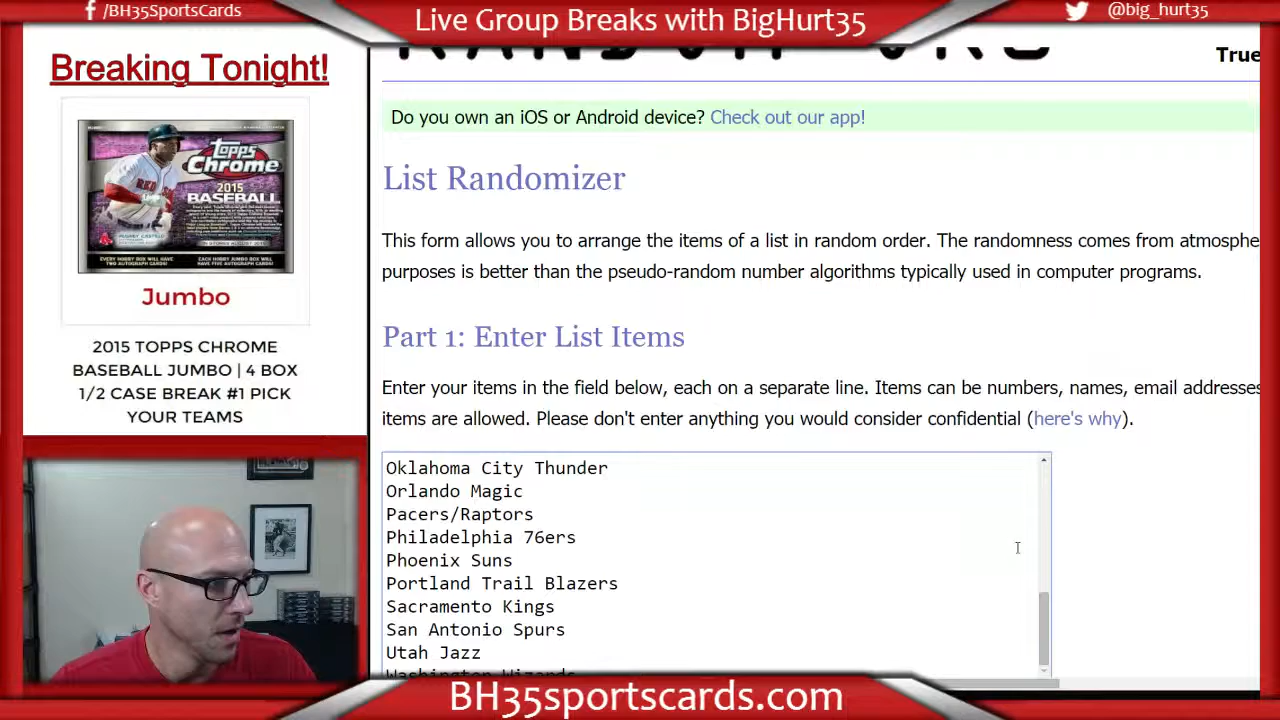 /BH35SportsCards
Live Group Breaks with BigHurt35
@big_hurt35
Breaking Tonight!
True
Do you own an iOS or Android device? Check out our app!
List Randomizer
This form allows you to arrange the items of a list in random order. The randomness comes from atmosphe
purposes is better than the pseudo-random number algorithms typically used in computer programs.
Part 1: Enter List Items
Enter your items in the field below, each on a separate line. Items can be numbers, names, email addresses
items are allowed. Please don't enter anything you would consider confidential (here's why).
Oklahoma City Thunder
Orlando Magic
Pacers/Raptors
Philadelphia 76ers
Phoenix Suns
Portland Trail Blazers
Sacramento Kings
San Antonio Spurs
Utah Jazz
Washington Wizards
Topps
Chrome
2015
BASEBALL
Jumbo
2015 TOPPS CHROME
BASEBALL JUMBO | 4 BOX
1/2 CASE BREAK #1 PICK
YOUR TEAMS
BH35sportscards.com